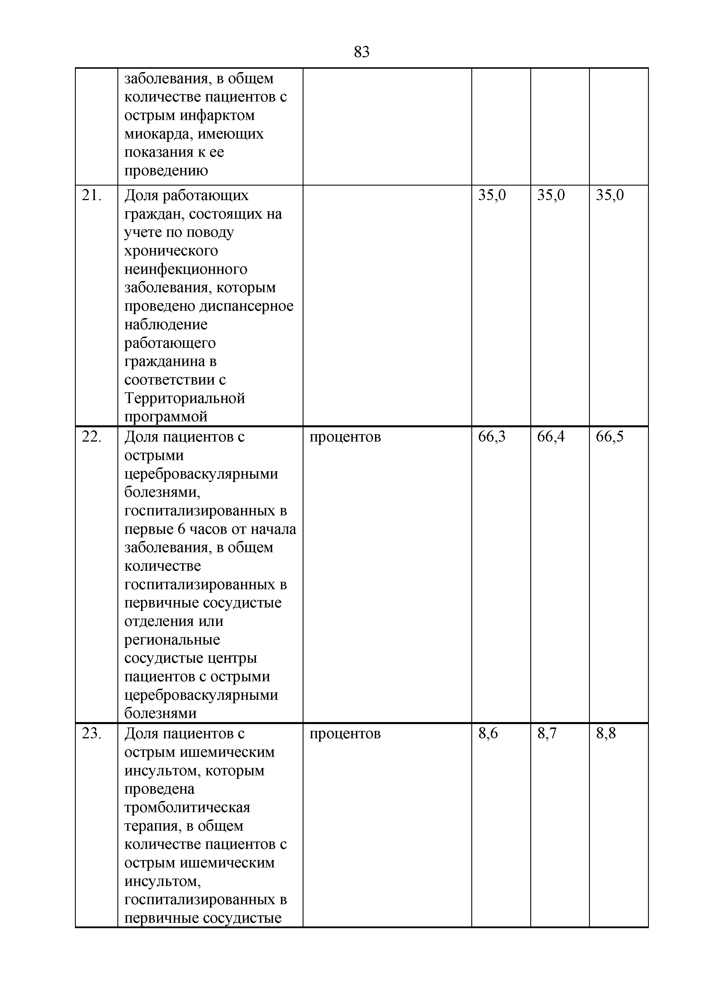 83
заболевания, в общем
количестве пациентов с
острым инфарктом
миокарда, имеющих
показания к ее
проведению
21. Доля работающих 35,0 35,0 35,0
граждан, состоящих на
учете по поводу
хронического
неинфекционного
заболевания, которым
проведено диспансерное
наблюдение
работающего
гражданина в
соответствии с
Территориальной
программой
22. Доля пациентов с процентов 66,3 66,4 66,5
острыми
цереброваскулярными
болезнями,
госпитализированных в
первые 6 часов от начала
заболевания, в общем
количестве
госпитализированных в
первичные сосудистые
отделения или
региональные
сосудистые центры
пациентов с острыми
цереброваскулярными
болезнями
23. Доля пациентов с процентов 8,6 8,7 8,8
острым ишемическим
инсультом, которым
проведена
тромболитическая
терапия, в общем
количестве пациентов с
острым ишемическим
инсультом,
госпитализированных в
первичные сосудистые